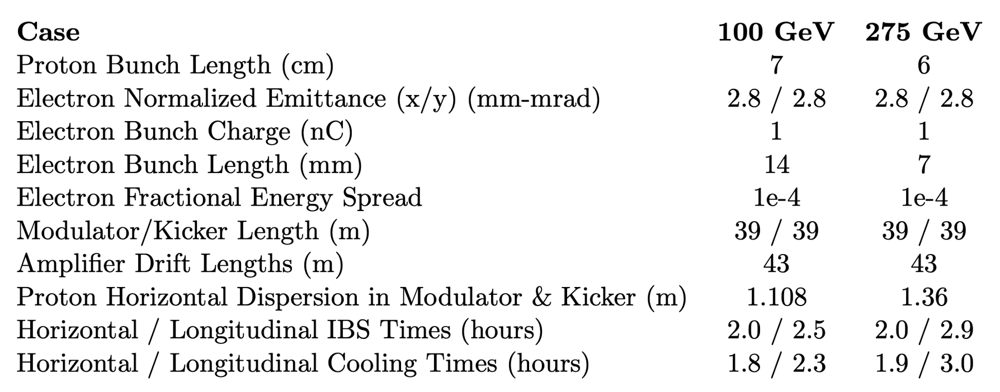 Case 100 GeV 275 GeV
Proton Bunch Length (cm) 7 6
Electron Normalized Emittance (x/y) (mm-mrad) 2.8 / 2.8 2.8 / 2.8
Electron Bunch Charge (nC) 1 1
Electron Bunch Length (mm) 14 7
Electron Fractional Energy Spread 1e-4 1e-4
Modulator/Kicker Length (m) 39 / 39 39 / 39
Amplifier Drift Lengths (m) 43 43
Proton Horizontal Dispersion in Modulator & Kicker (m) 1.108 1.36
Horizontal / Longitudinal IBS Times (hours) 2.0 / 2.5 2.0 / 2.9
Horizontal / Longitudinal Cooling Times (hours) 1.8 / 2.3 1.9 / 3.0